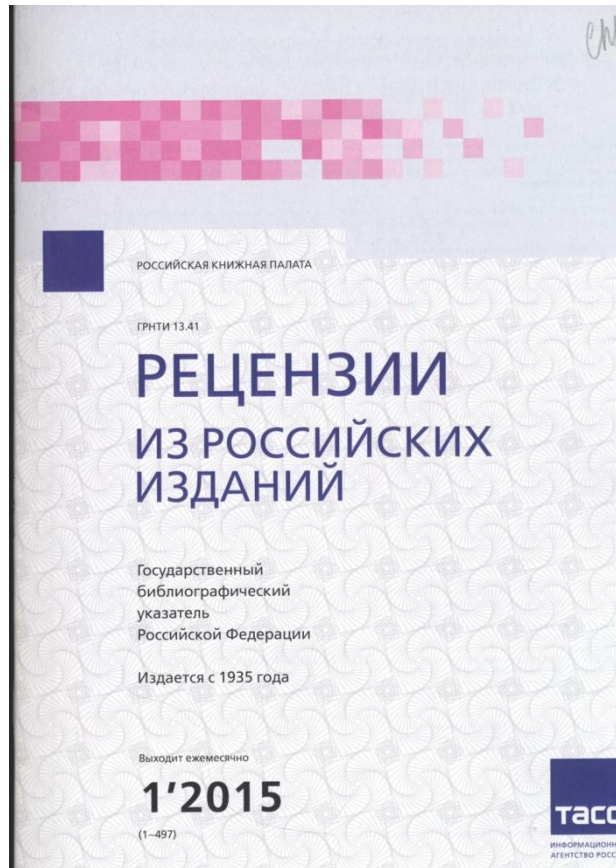 РОССИЙСКАЯ КНИЖНАЯ ПАЛАТА
ГРНТИ 13.41
РЕЦЕНЗИИ
ИЗ РОССИЙСКИХ
ИЗДАНИЙ
Государственный
библиографический
указатель
Российской Федерации
Издается с 1935 года
Выходит ежемесячно
1'2015
(1–497)
ТАСС
АГЕНТСТВО